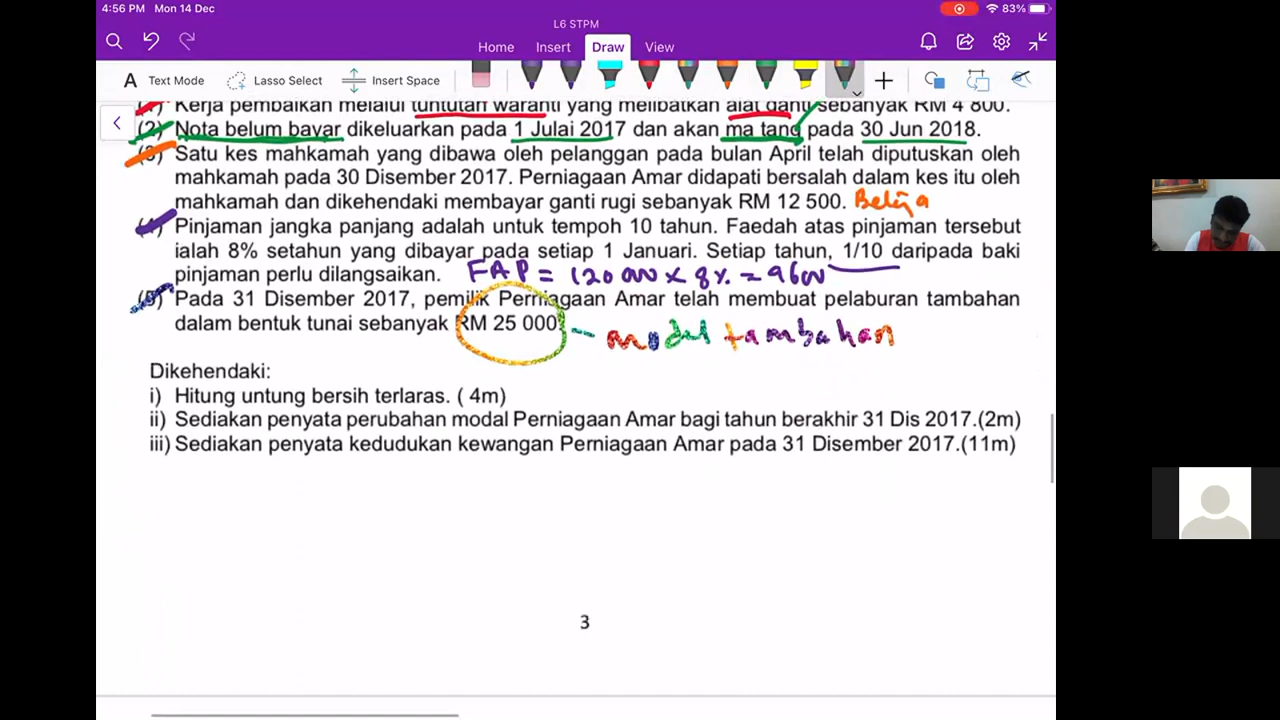 4:56 PM Mon 14 Dec
83%
L6 STPM
Home Insert Draw View
A Text Mode Lasso Select Insert Space
Kerja pembaikan melalui tuntutan waranti yang melibatkan alat ganti sebanyak RM 4 800.
(2) Nota belum bayar dikeluarkan pada 1 Julai 2017 dan akan ma tang pada 30 Jun 2018.
(3) Satu kes mahkamah yang dibawa oleh pelanggan pada bulan April telah diputuskan oleh
mahkamah pada 30 Disember 2017. Perniagaan Amar didapati bersalah dalam kes itu oleh
mahkamah dan dikehendaki membayar ganti rugi sebanyak RM 12 500. Belanja
(4) Pinjaman jangka panjang adalah untuk tempoh 10 tahun. Faedah atas pinjaman tersebut
ialah 8% setahun yang dibayar pada setiap 1 Januari. Setiap tahun, 1/10 daripada baki
pinjaman perlu dilangsaikan. FAP = 120 000 x 8% = 9600
(5) Pada 31 Disember 2017, pemilik Perniagaan Amar telah membuat pelaburan tambahan
dalam bentuk tunai sebanyak RM 25 000 - modal tambahan
Dikehendaki:
i) Hitung untung bersih terlaras. ( 4m)
ii) Sediakan penyata perubahan modal Perniagaan Amar bagi tahun berakhir 31 Dis 2017.(2m)
iii) Sediakan penyata kedudukan kewangan Perniagaan Amar pada 31 Disember 2017.(11m)
3